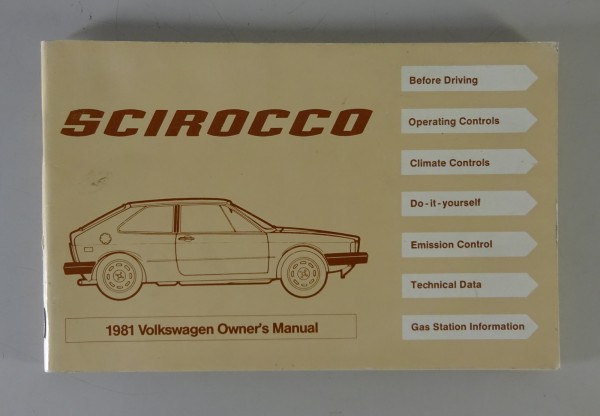 SCIROCCO
1981 Volkswagen Owner's Manual
Before Driving
Operating Controls
Climate Controls
Do-it-yourself
Emission Control
Technical Data
Gas Station Information